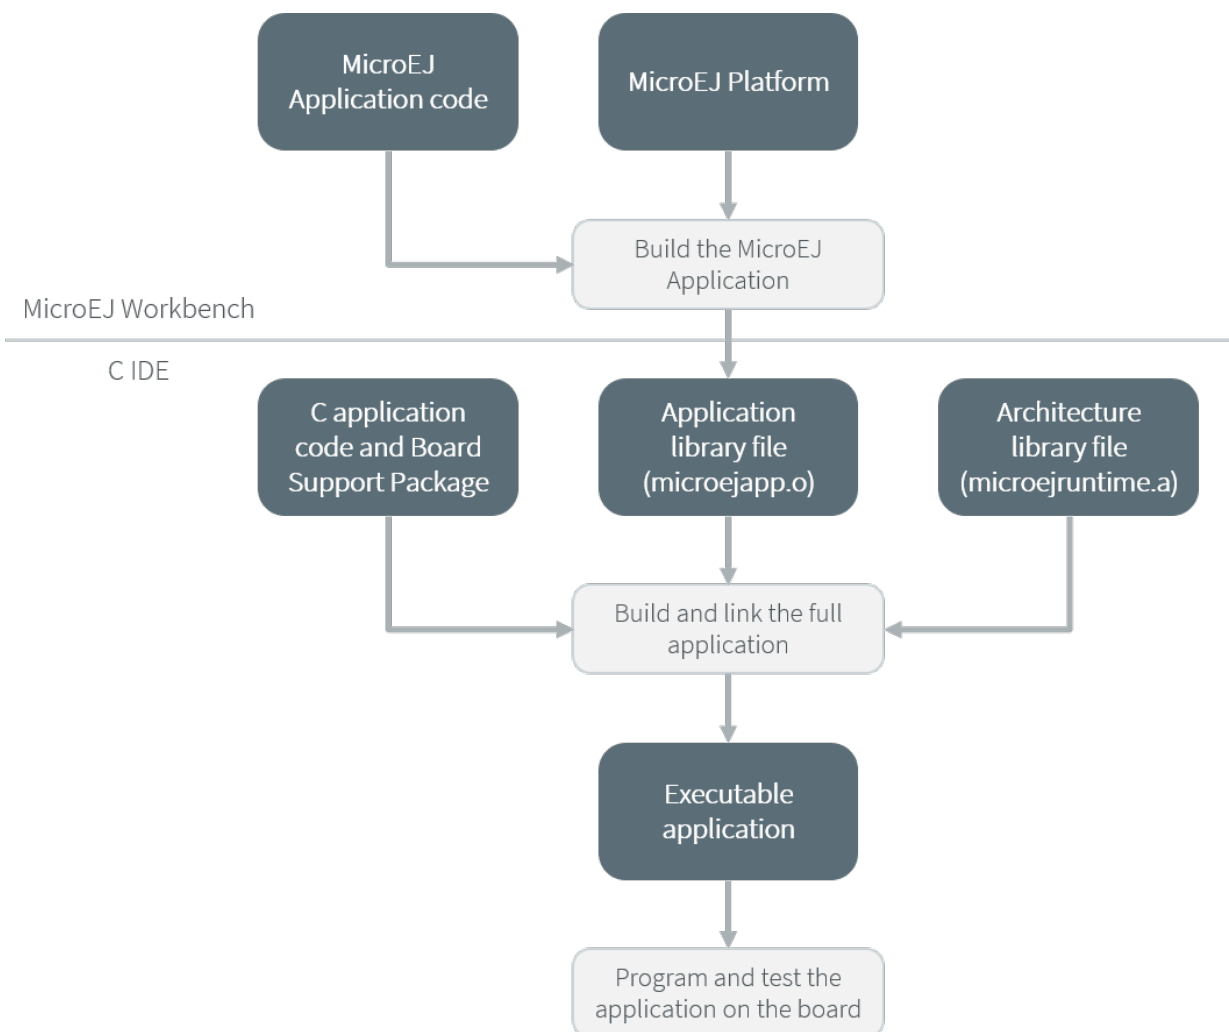 MicroEJ
Application code
MicroEJ Platform
Build the MicroEJ
Application
MicroEJ Workbench
C IDE
C application
code and Board
Support Package
Application
library file
(microejapp.o)
Architecture
library file
(microejruntime.a)
Build and link the full
application
Executable
application
Program and test the
application on the board